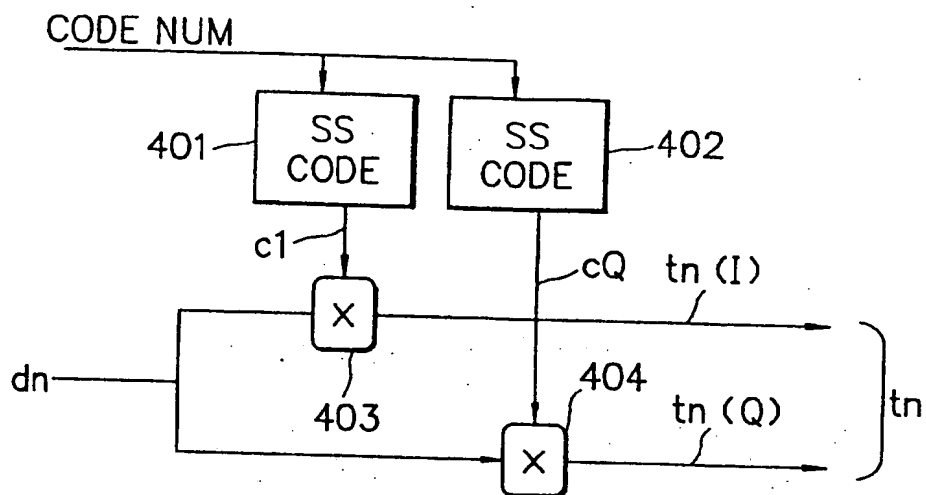 CODE NUM
401
SS
CODE
SS
CODE
402
c1
cQ
tn (I)
×
dn
403
404
tn (Q)
tn
×